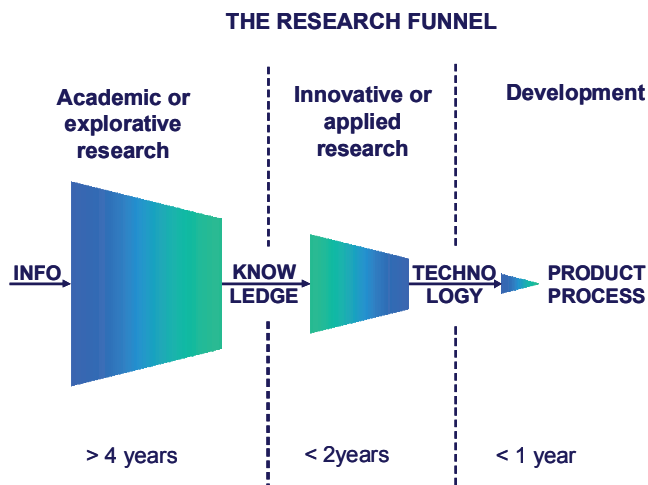 THE RESEARCH FUNNEL
Academic or
explorative
research
Innovative or
applied
research
Development
INFO
KNOW
LEDGE
TECHNO
LOGY
PRODUCT
PROCESS
> 4 years
< 2years
< 1 year